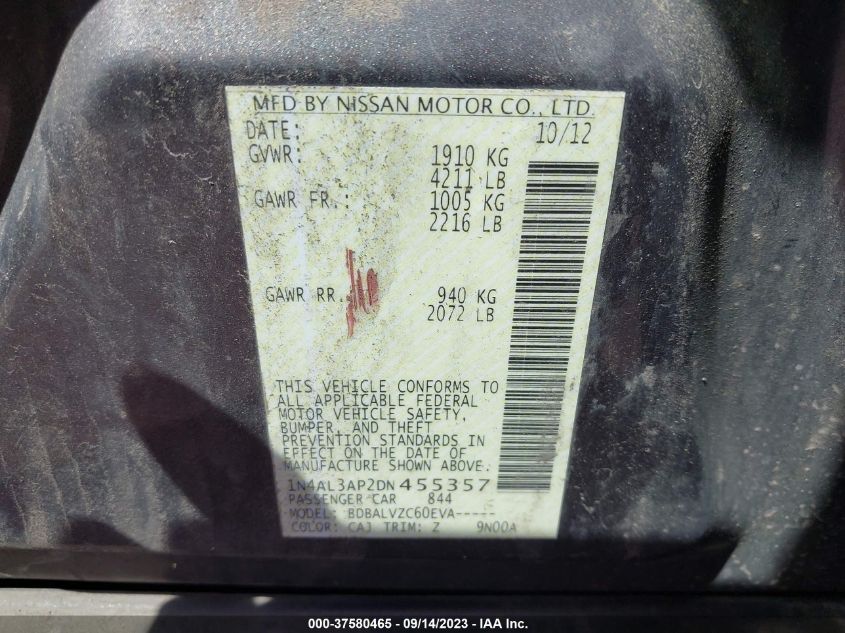 MFD BY NISSAN MOTOR CO., LTD.
DATE: 10/12
GVWR: 1910 KG
4211 LB
GAWR FR.: 1005 KG
2216 LB
GAWR RR. 940 KG
2072 LB
THIS VEHICLE CONFORMS TO
ALL APPLICABLE FEDERAL
MOTOR VEHICLE SAFETY,
BUMPER, AND THEFT
PREVENTION STANDARDS IN
EFFECT ON THE DATE OF
MANUFACTURE SHOWN ABOVE.
1N4AL3AP2DN455357
PASSENGER CAR 844
MODEL: BDBALVZC60EVA-----
COLOR: CAJ TRIM: Z 9N00A
000-37580465 - 09/14/2023 - IAA Inc.